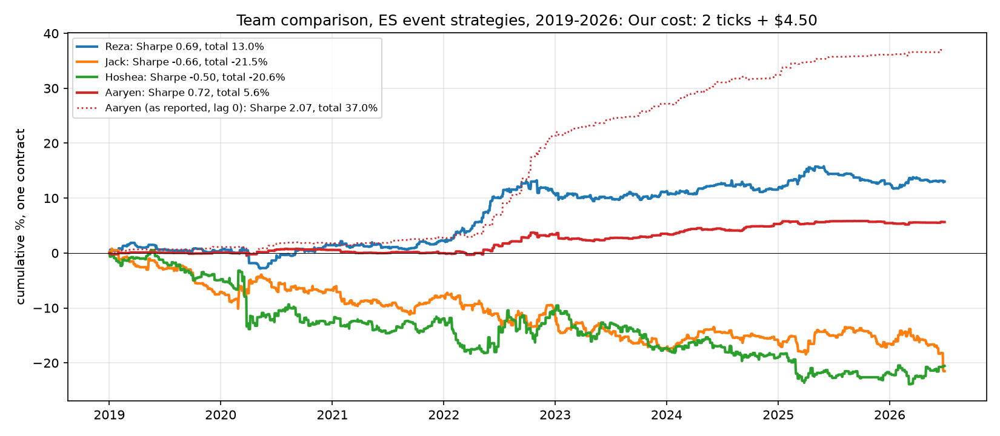 Team comparison, ES event strategies, 2019-2026: Our cost: 2 ticks + $4.50
Reza: Sharpe 0.69, total 13.0%
Jack: Sharpe -0.66, total -21.5%
Hoshea: Sharpe -0.50, total -20.6%
Aaryen: Sharpe 0.72, total 5.6%
Aaryen (as reported, lag 0): Sharpe 2.07, total 37.0%
cumulative %, one contract
40
30
20
10
0
−10
−20
2019 2020 2021 2022 2023 2024 2025 2026